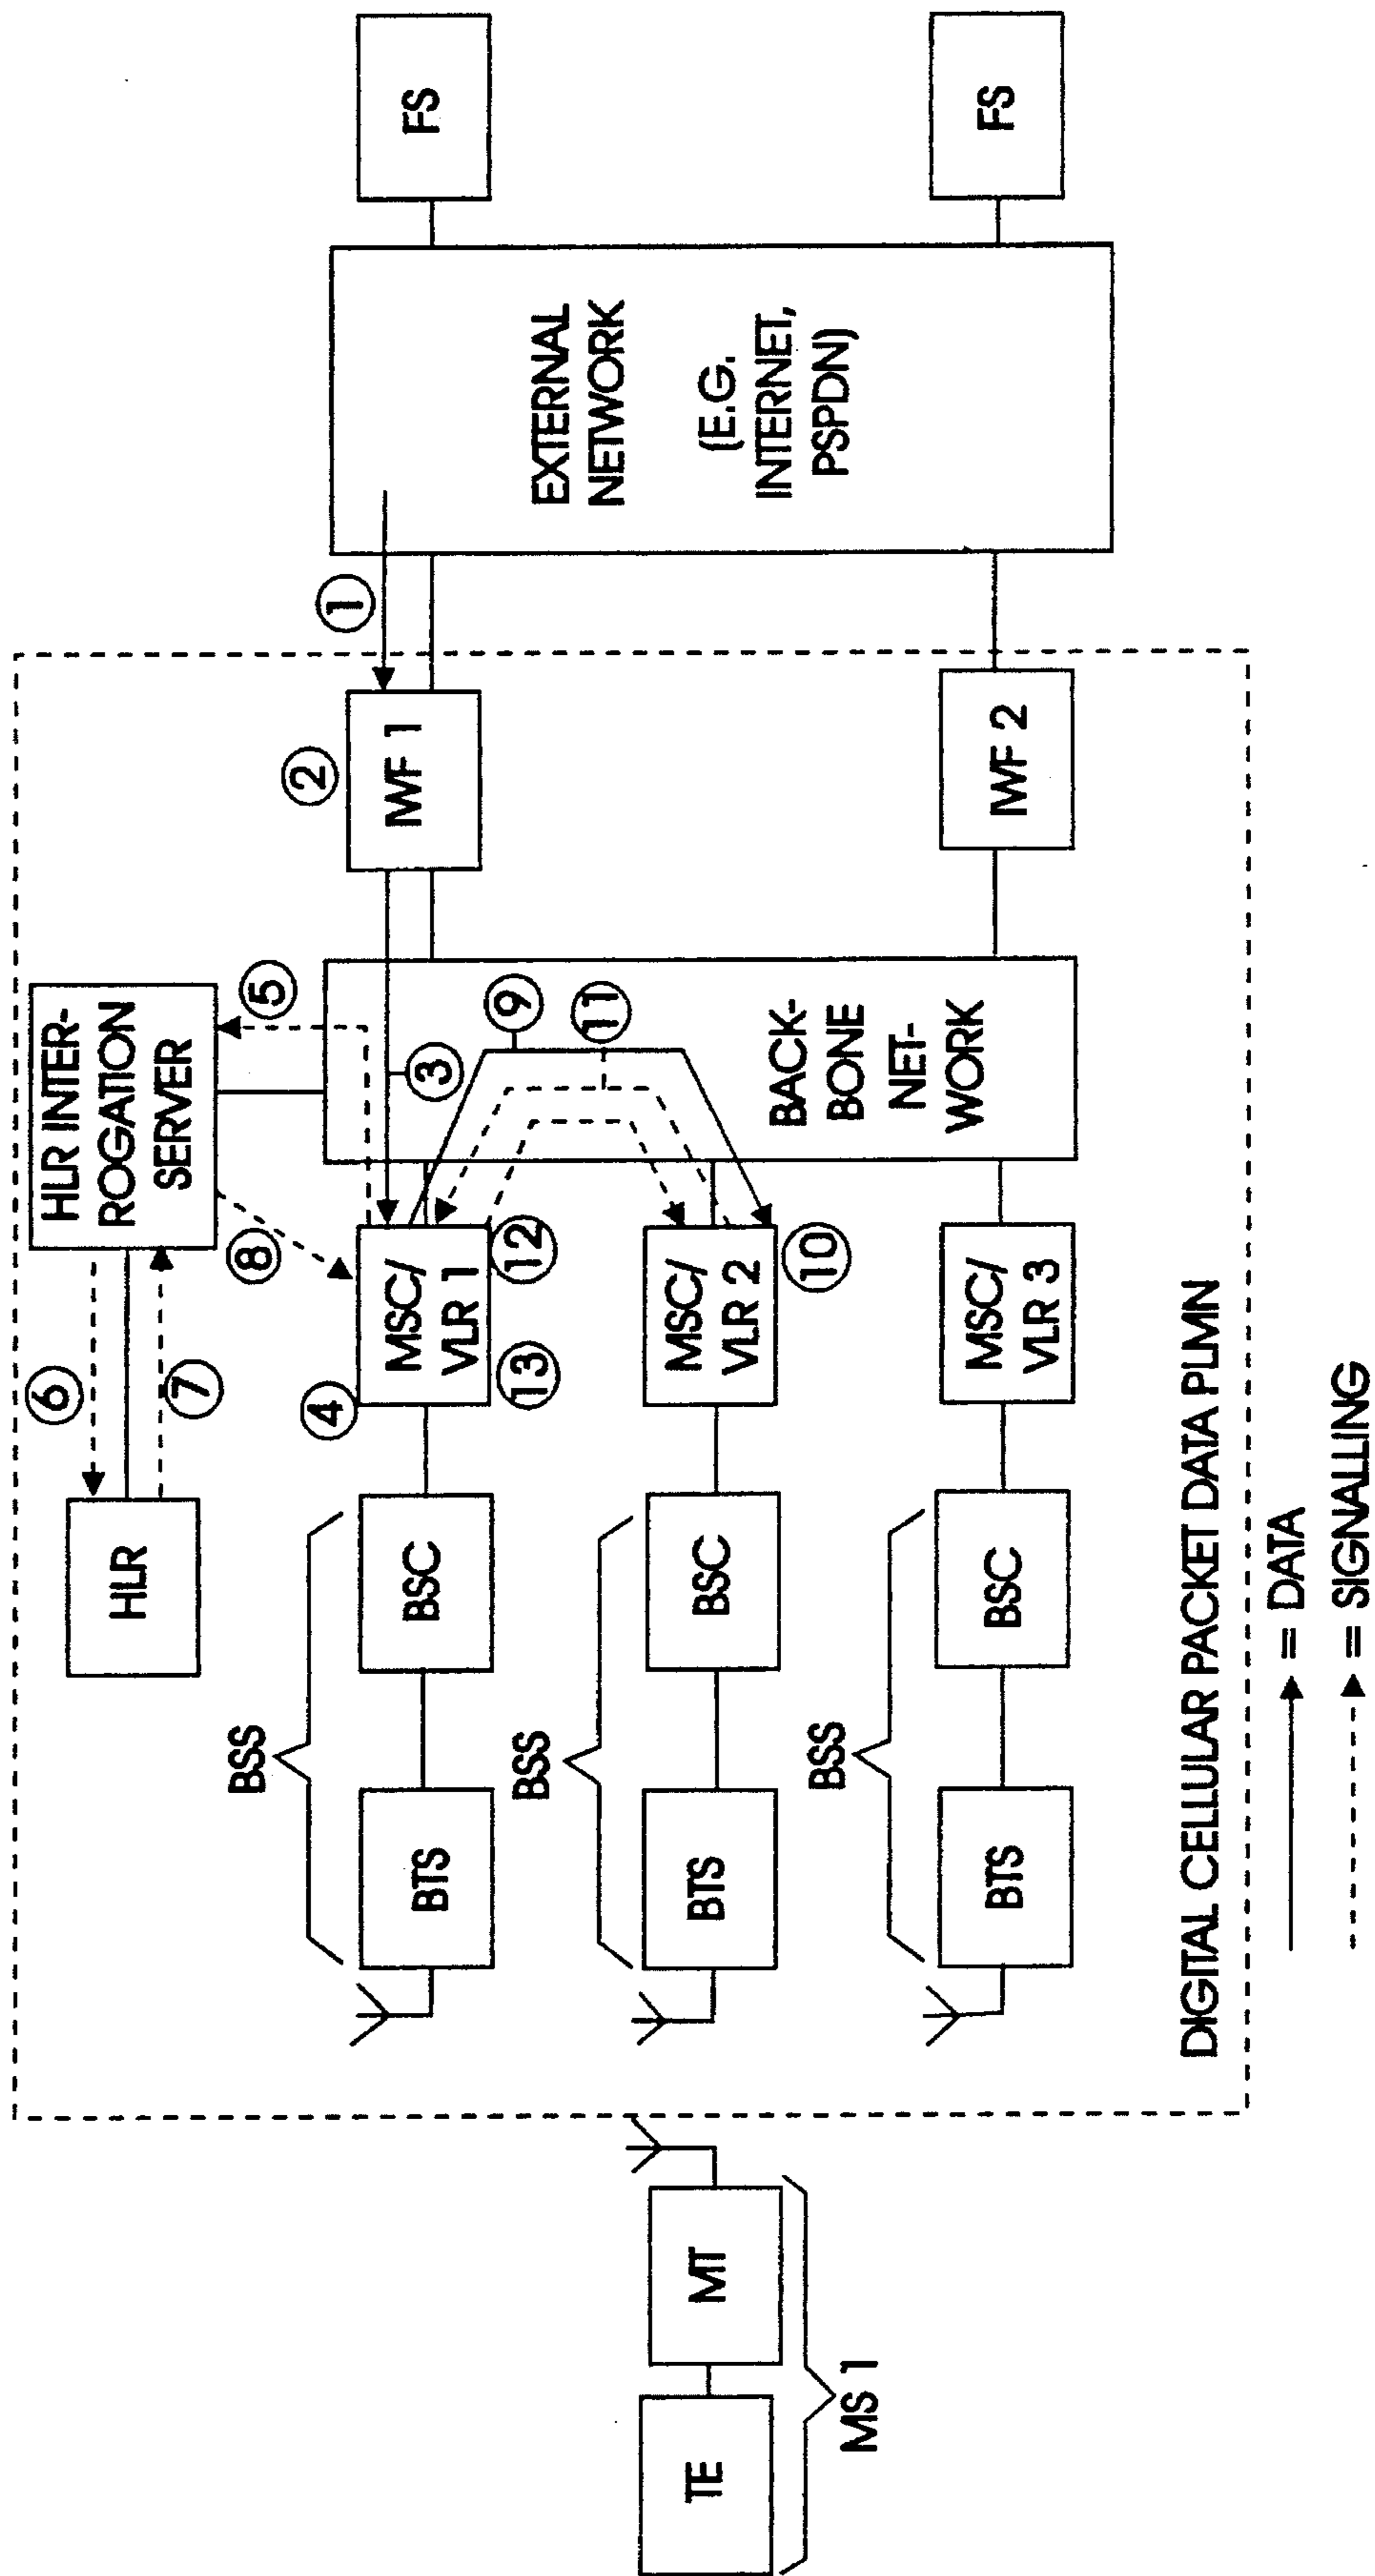 HLR INTER-
ROGATION
SERVER
HLR
⑤
⑥
⑦
⑧
BSS
BTS
BSC
④
MSC/
VLR 1
⑫
⑬
③
②
IWF 1
①
FS
⑨
⑪
EXTERNAL
NETWORK
(E.G.
INTERNET,
PSPDN)
TE
MT
MS 1
BSS
BTS
BSC
MSC/
VLR 2
⑩
BACK-
BONE
NET-
WORK
BSS
BTS
BSC
MSC/
VLR 3
IWF 2
FS
DIGITAL CELLULAR PACKET DATA PLMN
= DATA
= SIGNALLING